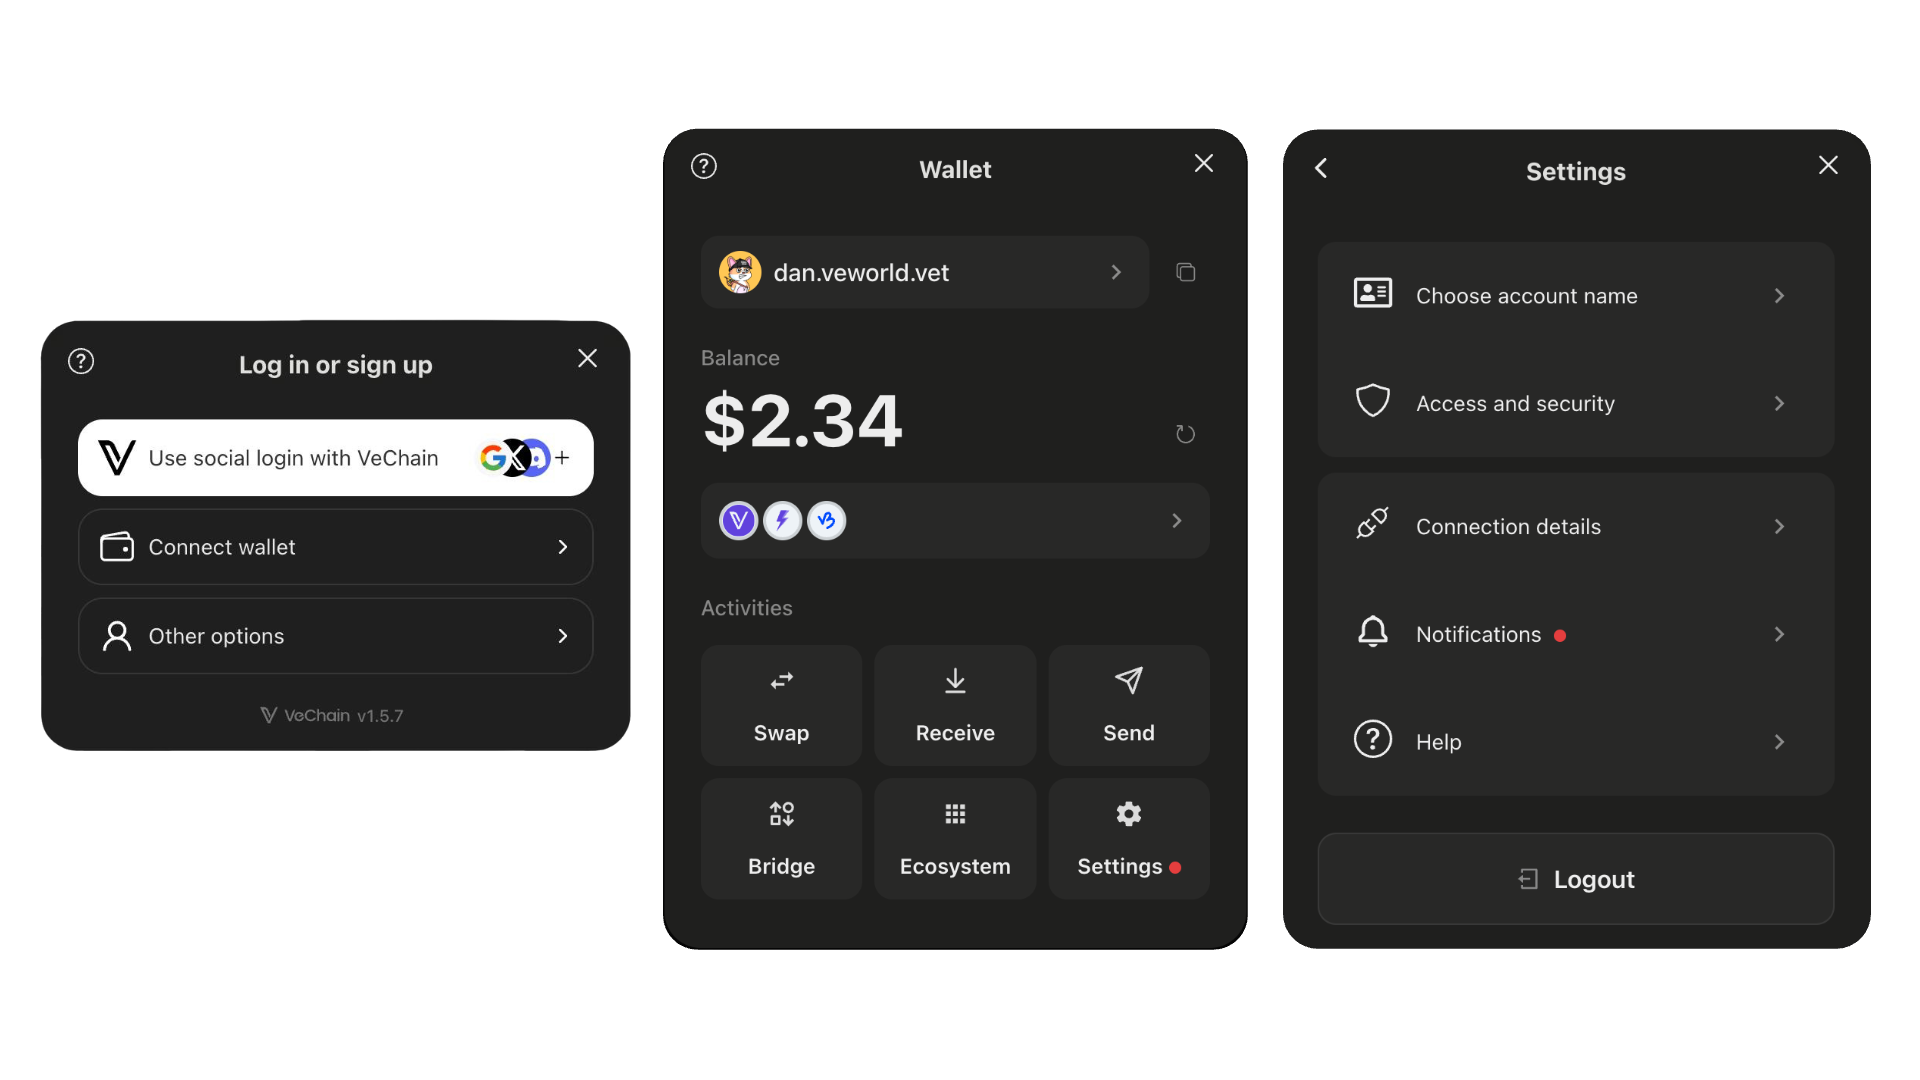 Log in or sign up
Use social login with VeChain
Connect wallet
Other options
VeChain v1.5.7
Wallet
dan.veworld.vet
Balance
$2.34
Activities
Swap
Receive
Send
Bridge
Ecosystem
Settings
Settings
Choose account name
Access and security
Connection details
Notifications
Help
Logout